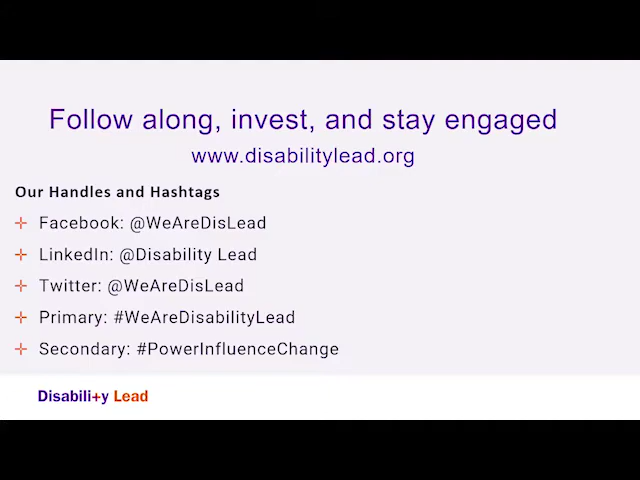 Follow along, invest, and stay engaged
www.disabilitylead.org
Our Handles and Hashtags
Facebook: @WeAreDisLead
LinkedIn: @Disability Lead
Twitter: @WeAreDisLead
Primary: #WeAreDisabilityLead
Secondary: #PowerInfluenceChange
Disabili+y Lead